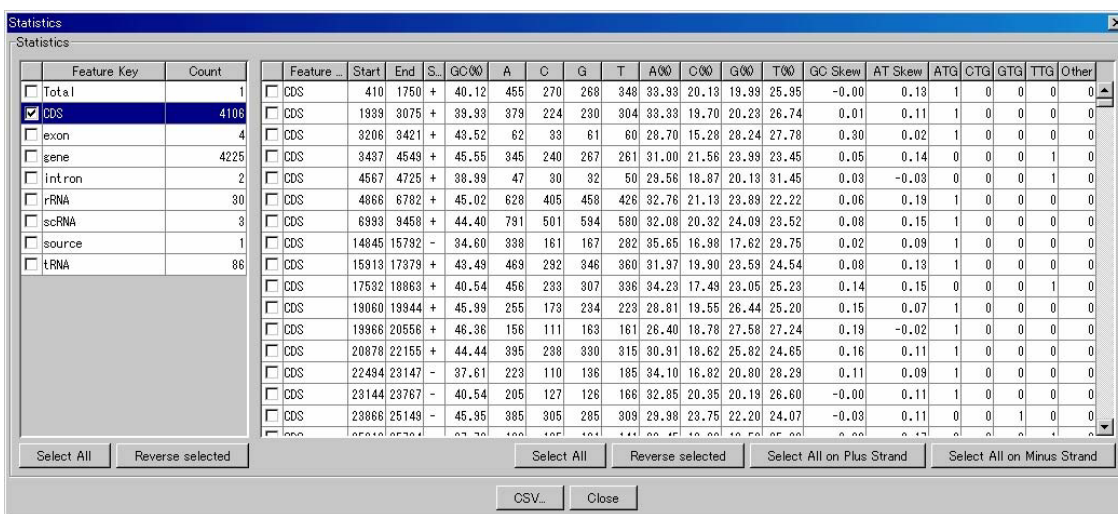 Statistics
Statistics
Feature Key Count
Total 1
CDS 4106
exon 4
gene 4225
intron 2
rRNA 30
scRNA 3
source 1
tRNA 86
Select All Reverse selected
Feature ... Start End S... GC(%) A C G T A(%) C(%) G(%) T(%) GC Skew AT Skew ATG CTG GTG TTG Other
CDS 410 1750 + 40.12 455 270 268 348 33.93 20.13 19.99 25.95 -0.00 0.13 1 0 0 0 0
CDS 1939 3075 + 39.93 379 224 230 304 33.33 19.70 20.23 26.74 0.01 0.11 1 0 0 0 0
CDS 3206 3421 + 43.52 62 33 61 60 28.70 15.28 28.24 27.78 0.30 0.02 1 0 0 0 0
CDS 3437 4549 + 45.55 345 240 267 261 31.00 21.56 23.99 23.45 0.05 0.14 0 0 0 1 0
CDS 4567 4725 + 38.99 47 30 32 50 29.56 18.87 20.13 31.45 0.03 -0.03 0 0 0 1 0
CDS 4866 6782 + 45.02 628 405 458 426 32.76 21.13 23.89 22.22 0.06 0.19 1 0 0 0 0
CDS 6993 9458 + 44.40 791 501 594 580 32.08 20.32 24.09 23.52 0.08 0.15 1 0 0 0 0
CDS 14845 15792 - 34.60 338 161 167 282 35.65 16.98 17.62 29.75 0.02 0.09 1 0 0 0 0
CDS 15913 17379 + 43.49 469 292 346 360 31.97 19.90 23.59 24.54 0.08 0.13 1 0 0 0 0
CDS 17532 18863 + 40.54 456 233 307 336 34.23 17.49 23.05 25.23 0.14 0.15 0 0 0 1 0
CDS 19060 19944 + 45.99 255 173 234 223 28.81 19.55 26.44 25.20 0.15 0.07 1 0 0 0 0
CDS 19966 20556 + 46.36 156 111 163 161 26.40 18.78 27.58 27.24 0.19 -0.02 1 0 0 0 0
CDS 20878 22155 + 44.44 395 238 330 315 30.91 18.62 25.82 24.65 0.16 0.11 1 0 0 0 0
CDS 22494 23147 - 37.61 223 110 136 185 34.10 16.82 20.80 28.29 0.11 0.09 1 0 0 0 0
CDS 23144 23767 - 40.54 205 127 126 166 32.85 20.35 20.19 26.60 -0.00 0.11 1 0 0 0 0
CDS 23866 25149 - 45.95 385 305 285 309 29.98 23.75 22.20 24.07 -0.03 0.11 0 0 1 0 0
Select All Reverse selected Select All on Plus Strand Select All on Minus Strand
CSV... Close